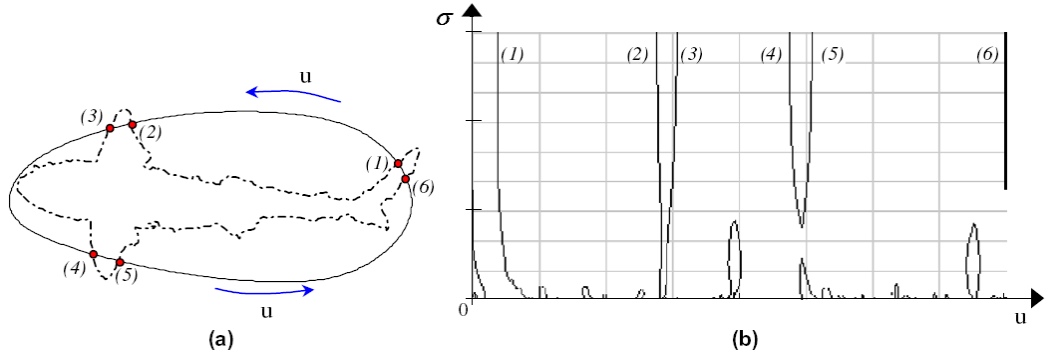 u
(3)
(2)
(1)
(6)
(4)
(5)
u
(a)
σ
(1) (2) (3) (4) (5) (6)
0
u
(b)